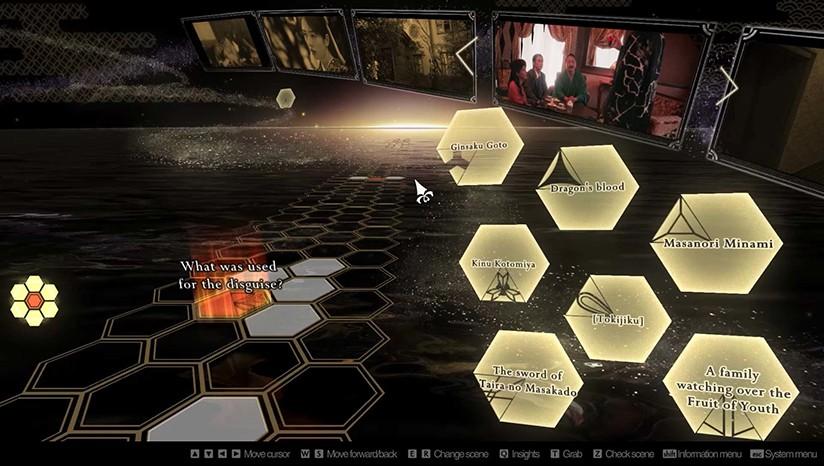 Ginsaku Goto
Dragon's blood
Masanori Minami
What was used
for the disguise?
Kinu Kotomiya
[Tokijiku]
The sword of
Taira no Masakado
A family
watching over the
Fruit of Youth
▲ ▼ ◀ ▶ Move cursor W S Move forward/back E R Change scene Q Insights T Grab Z Check scene shift Information menu esc System menu